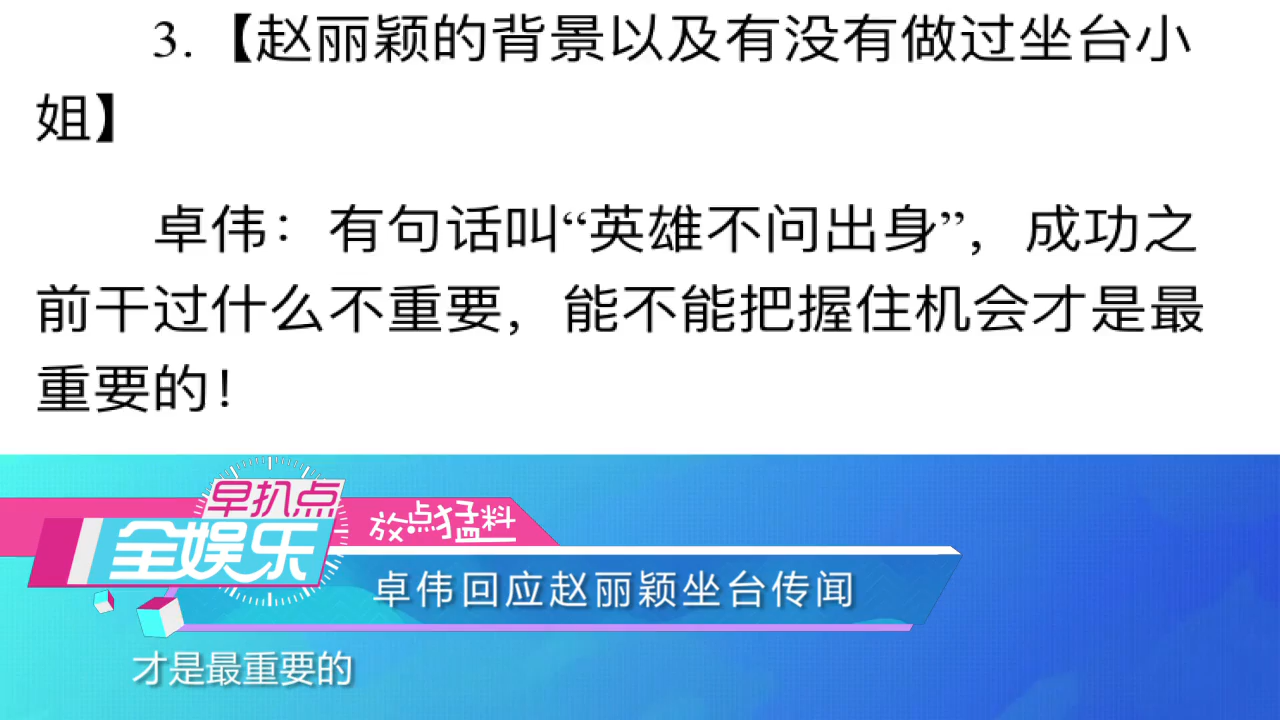 3.【赵丽颖的背景以及有没有做过坐台小
姐】
卓伟：有句话叫“英雄不问出身”，成功之
前干过什么不重要，能不能把握住机会才是最
重要的！
早扒点
全娱乐
放点猛料
卓伟回应赵丽颖坐台传闻
才是最重要的